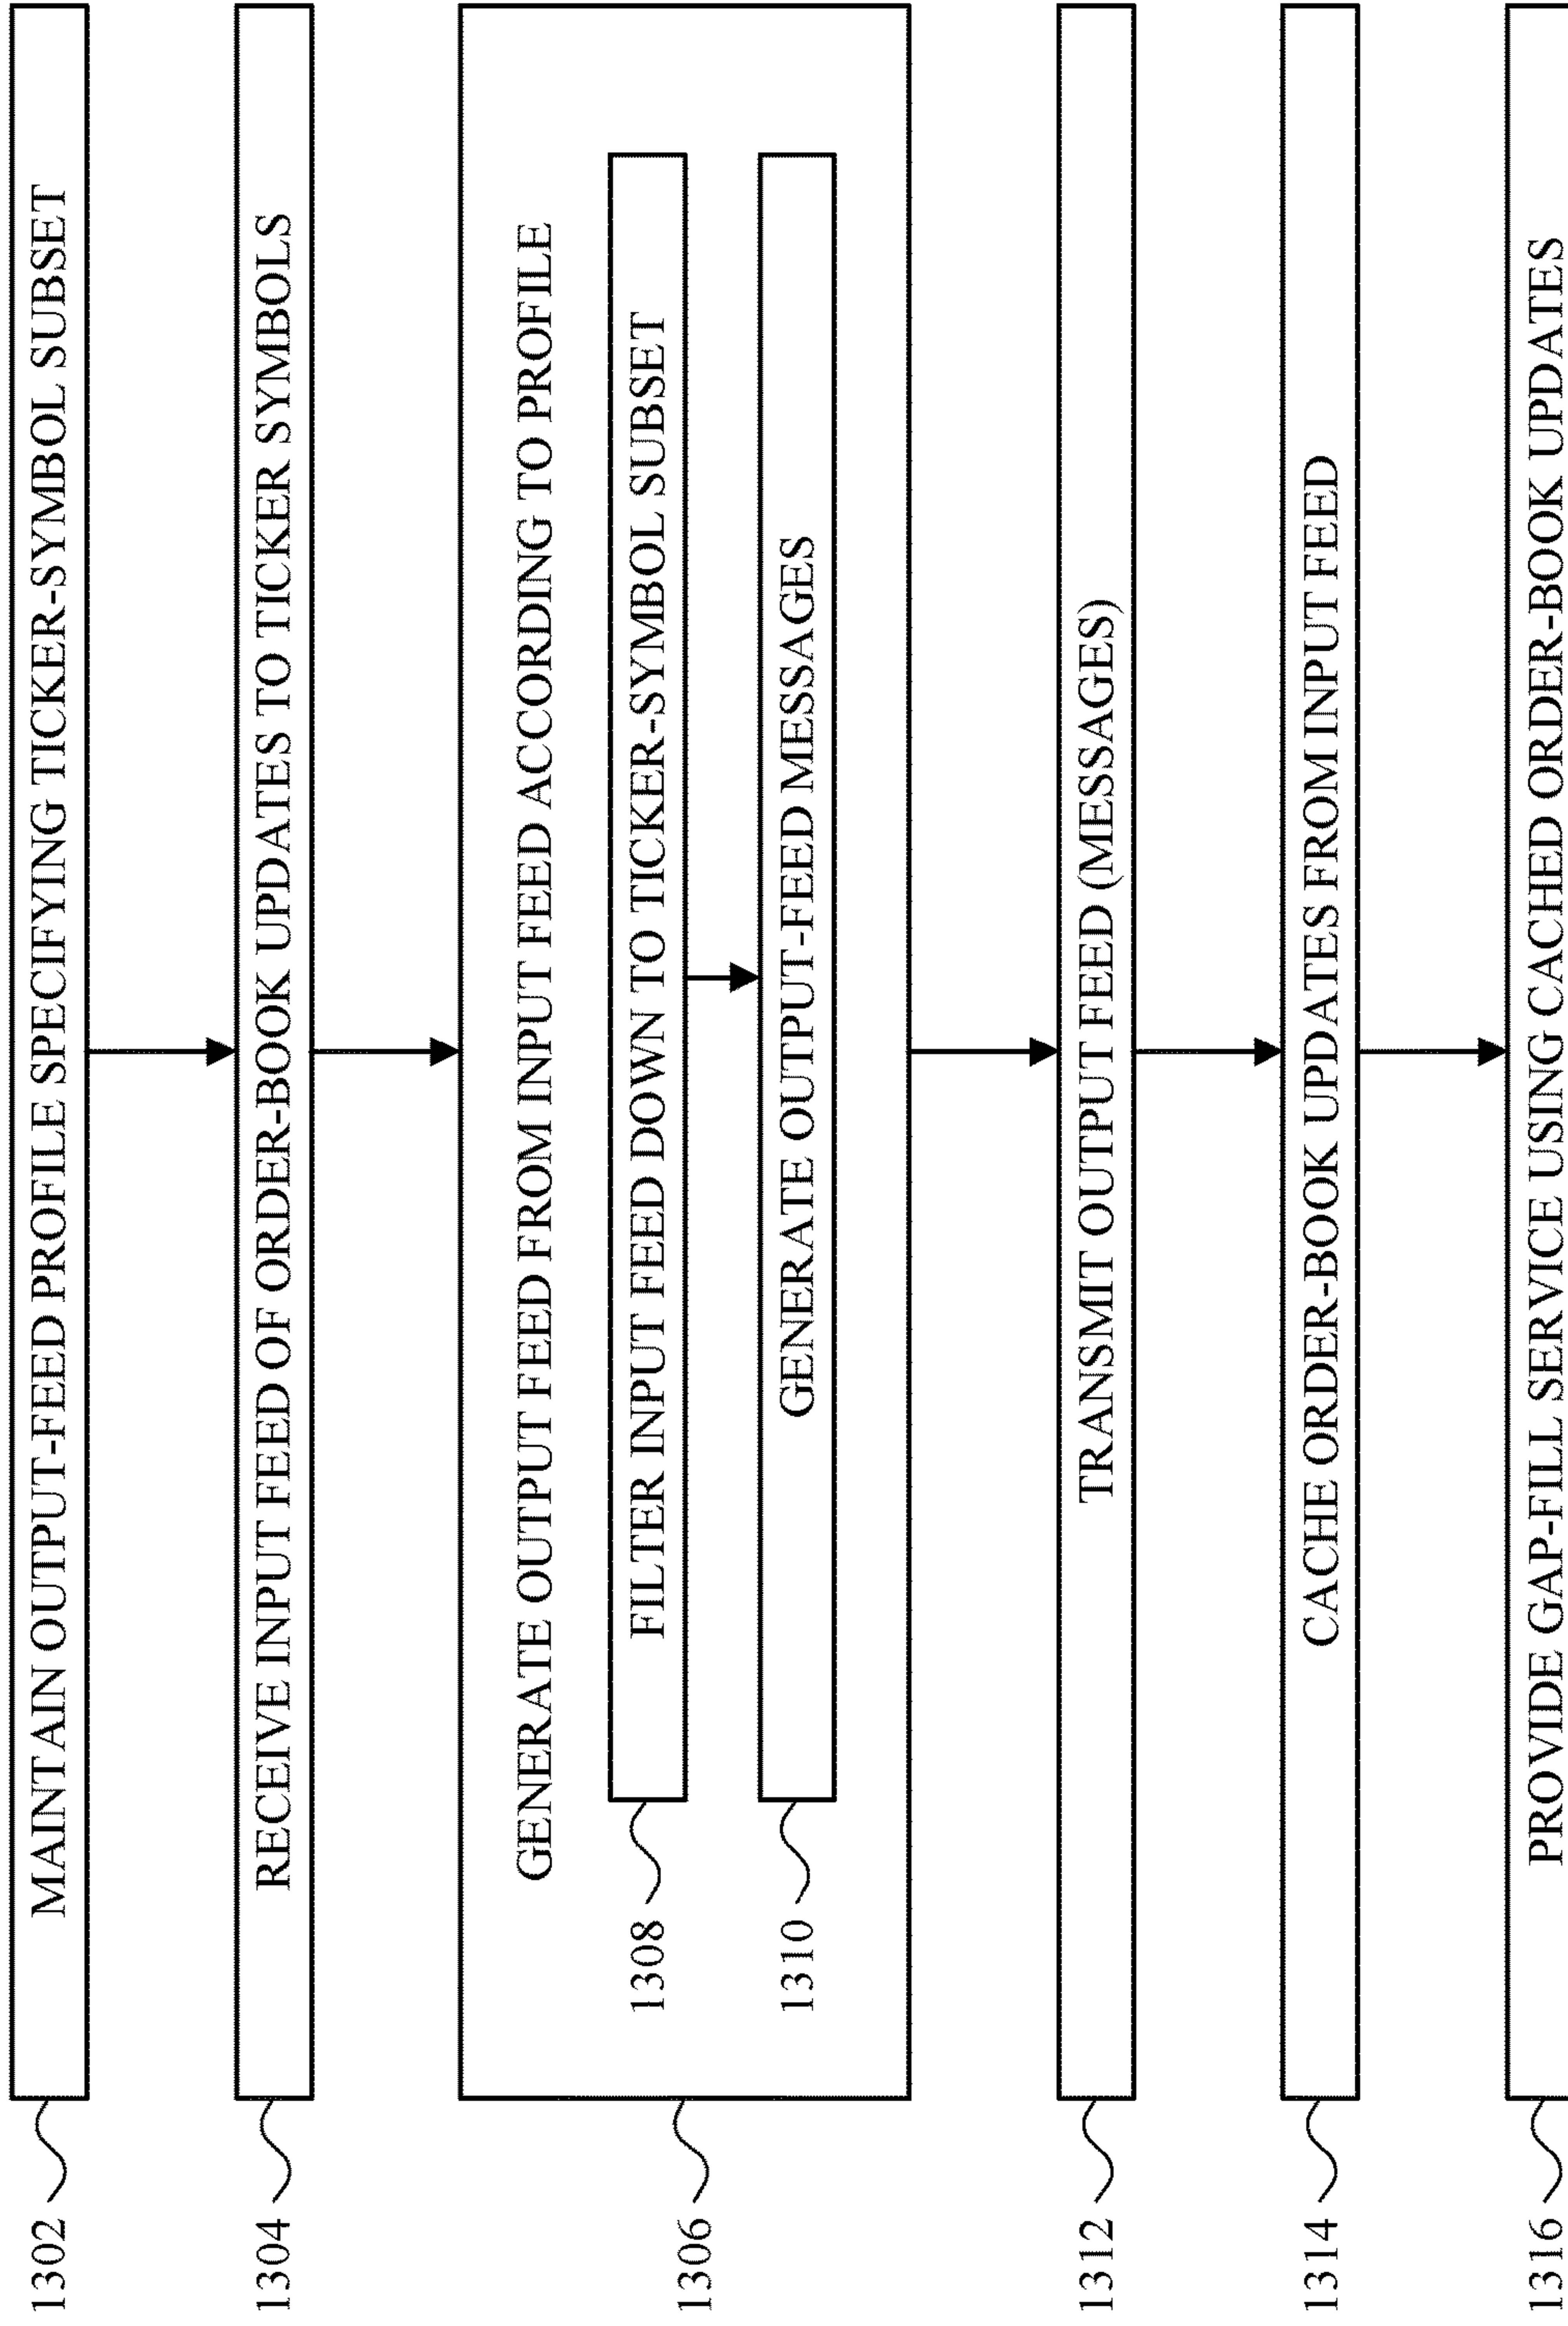 1302
MAINTAIN OUTPUT-FEED PROFILE SPECIFYING TICKER-SYMBOL SUBSET
1304
RECEIVE INPUT FEED OF ORDER-BOOK UPDATES TO TICKER SYMBOLS
1306
GENERATE OUTPUT FEED FROM INPUT FEED ACCORDING TO PROFILE
1308
FILTER INPUT FEED DOWN TO TICKER-SYMBOL SUBSET
1310
GENERATE OUTPUT-FEED MESSAGES
1312
TRANSMIT OUTPUT FEED (MESSAGES)
1314
CACHE ORDER-BOOK UPDATES FROM INPUT FEED
1316
PROVIDE GAP-FILL SERVICE USING CACHED ORDER-BOOK UPDATES